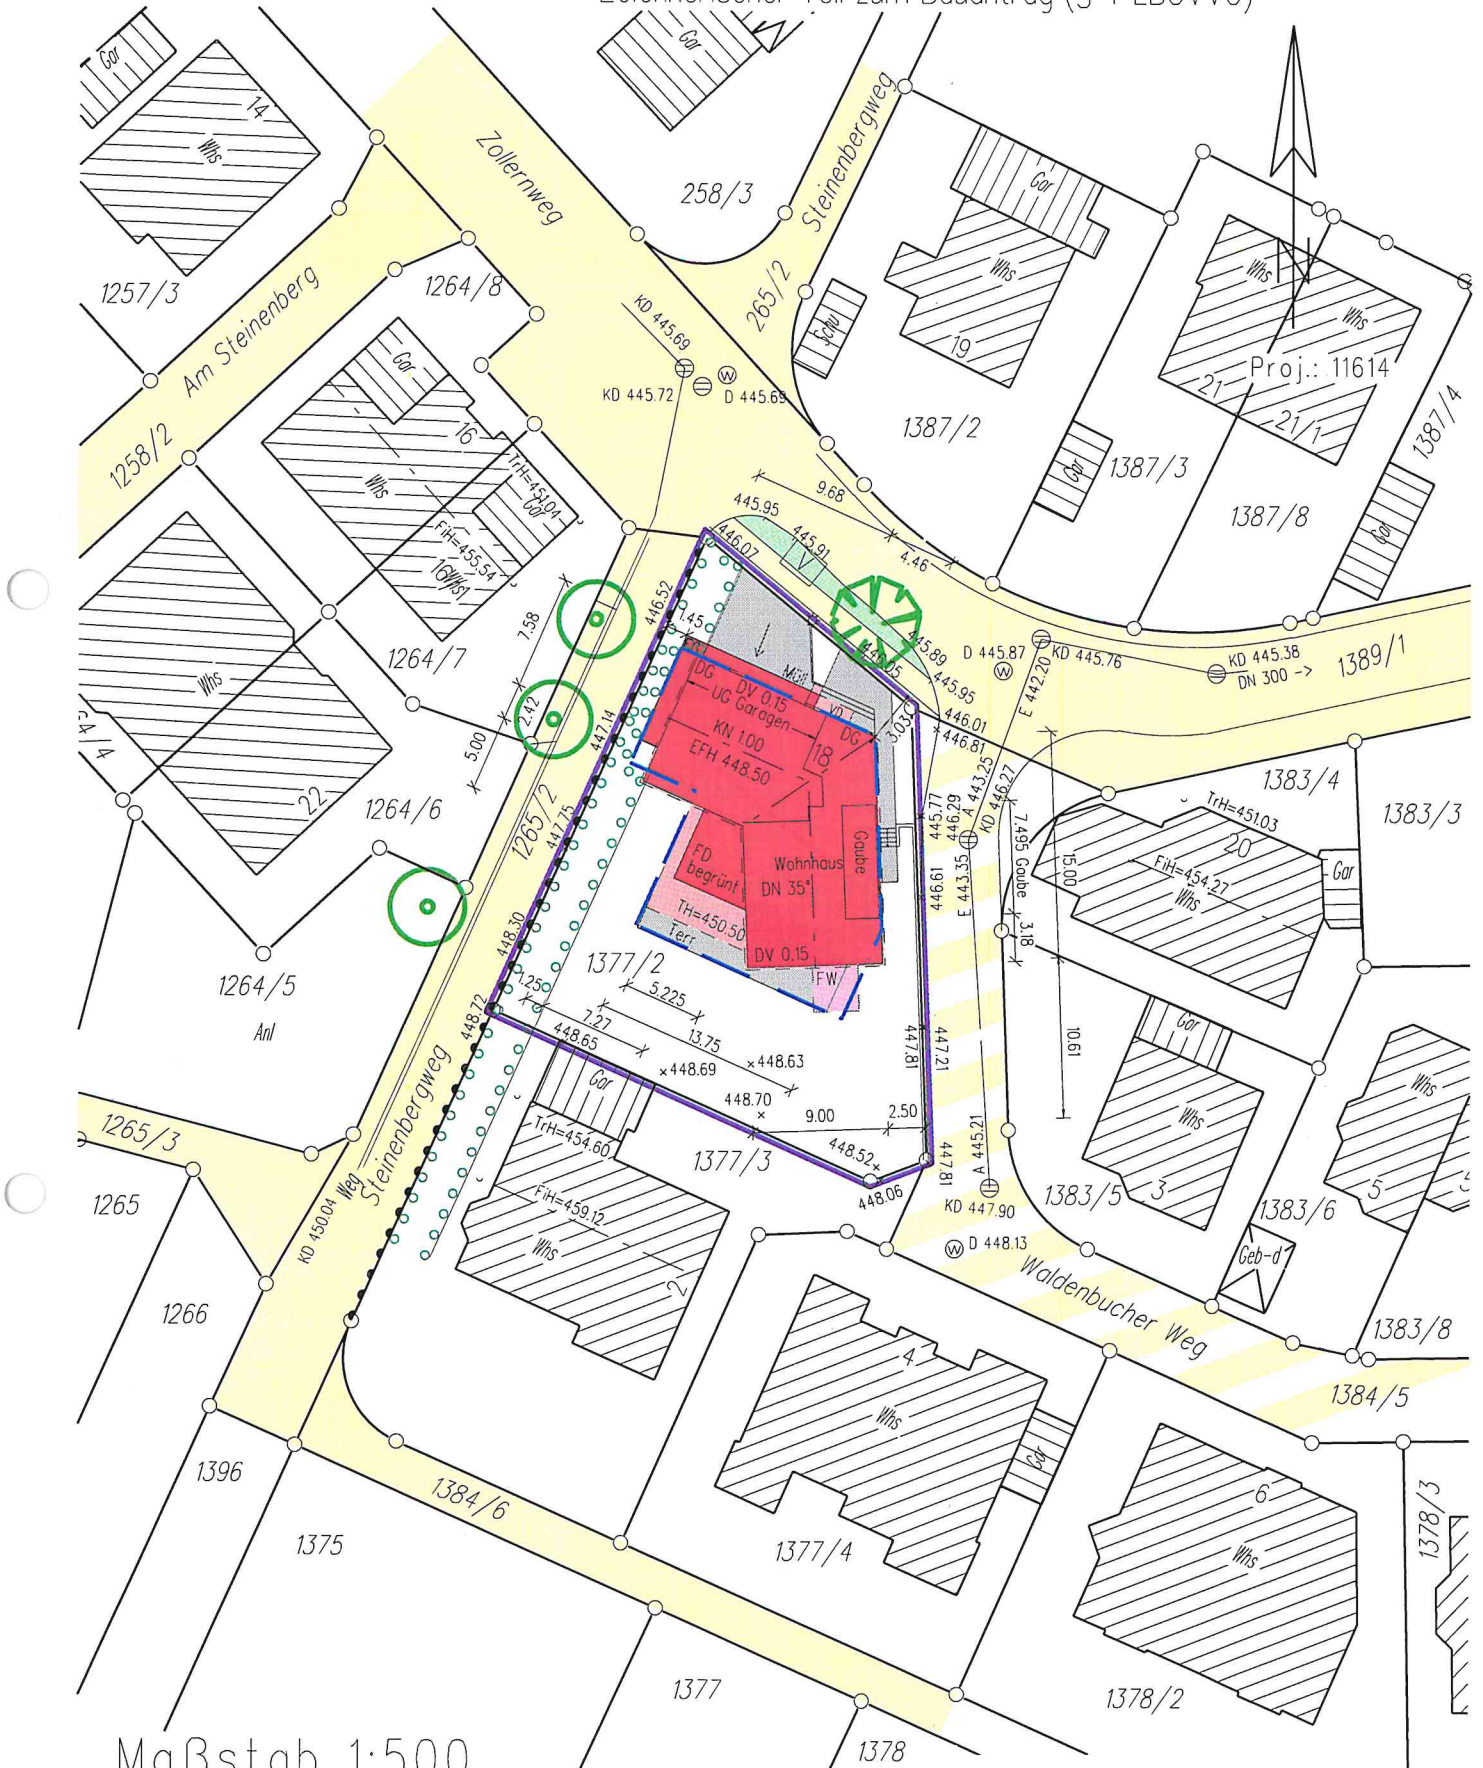 Zeichnerischer Teil zum Bauantrag (§ 4 LBOVVO)
Gar
14
Whs
Gar
Zollernweg
258/3
Steinenbergweg
265/2
Gar
Whs
19
Schu
1257/3
Am Steinenberg
1264/8
1258/2
KD 445.69
KD 445.72
W
D 445.69
1387/2
Gar
1387/3
N
Whs
Whs
Proj.: 11614
21
21/1
1387/4
1387/8
Gar
Gar
16
Whs
TrH=451.04
Gar
FiH=455.54
1264/7
Whs
22
1264/6
7.58
2.42
5.00
9.68
4.46
445.95
446.07
445.91
V
446.52
1.45
445.89
445.95
446.01
446.81
D 445.87
W
KD 445.76
E 442.20
KD 445.38
DN 300 ->
1389/1
DG
DV 0.15
UG Garagen
KN 1.00
EFH 448.50
Müll
18
DG
3.03
447.14
1265/2
447.75
448.30
448.72
FD
begrünt
Wohnhaus
DN 35°
Gaube
TH=450.50
Terr
DV 0.15
FW
445.77
446.29
446.61
A 443.25
KD 446.27
E 443.35
7.495 Gaube
3.18
15.00
10.61
1383/4
1383/3
TrH=451.03
20
FiH=454.27
Whs
Gar
1264/5
Anl
1377/2
1.25
5.225
7.27
13.75
448.65
448.69
448.63
448.70
9.00
2.50
447.81
447.21
448.52
447.81
448.06
A 445.21
KD 447.90
W
D 448.13
Gar
TrH=454.60
FiH=459.12
Whs
2
1377/3
Gar
Whs
3
1383/5
Whs
5
1383/6
Geb-d
1383/8
1265/3
1265
1266
KD 450.04
Weg
Steinenbergweg
Waldenbucher Weg
1384/5
4
Whs
Gar
1377/4
6
Whs
1378/3
1396
1375
1384/6
1377
1378/2
1378
Maßstab 1:500